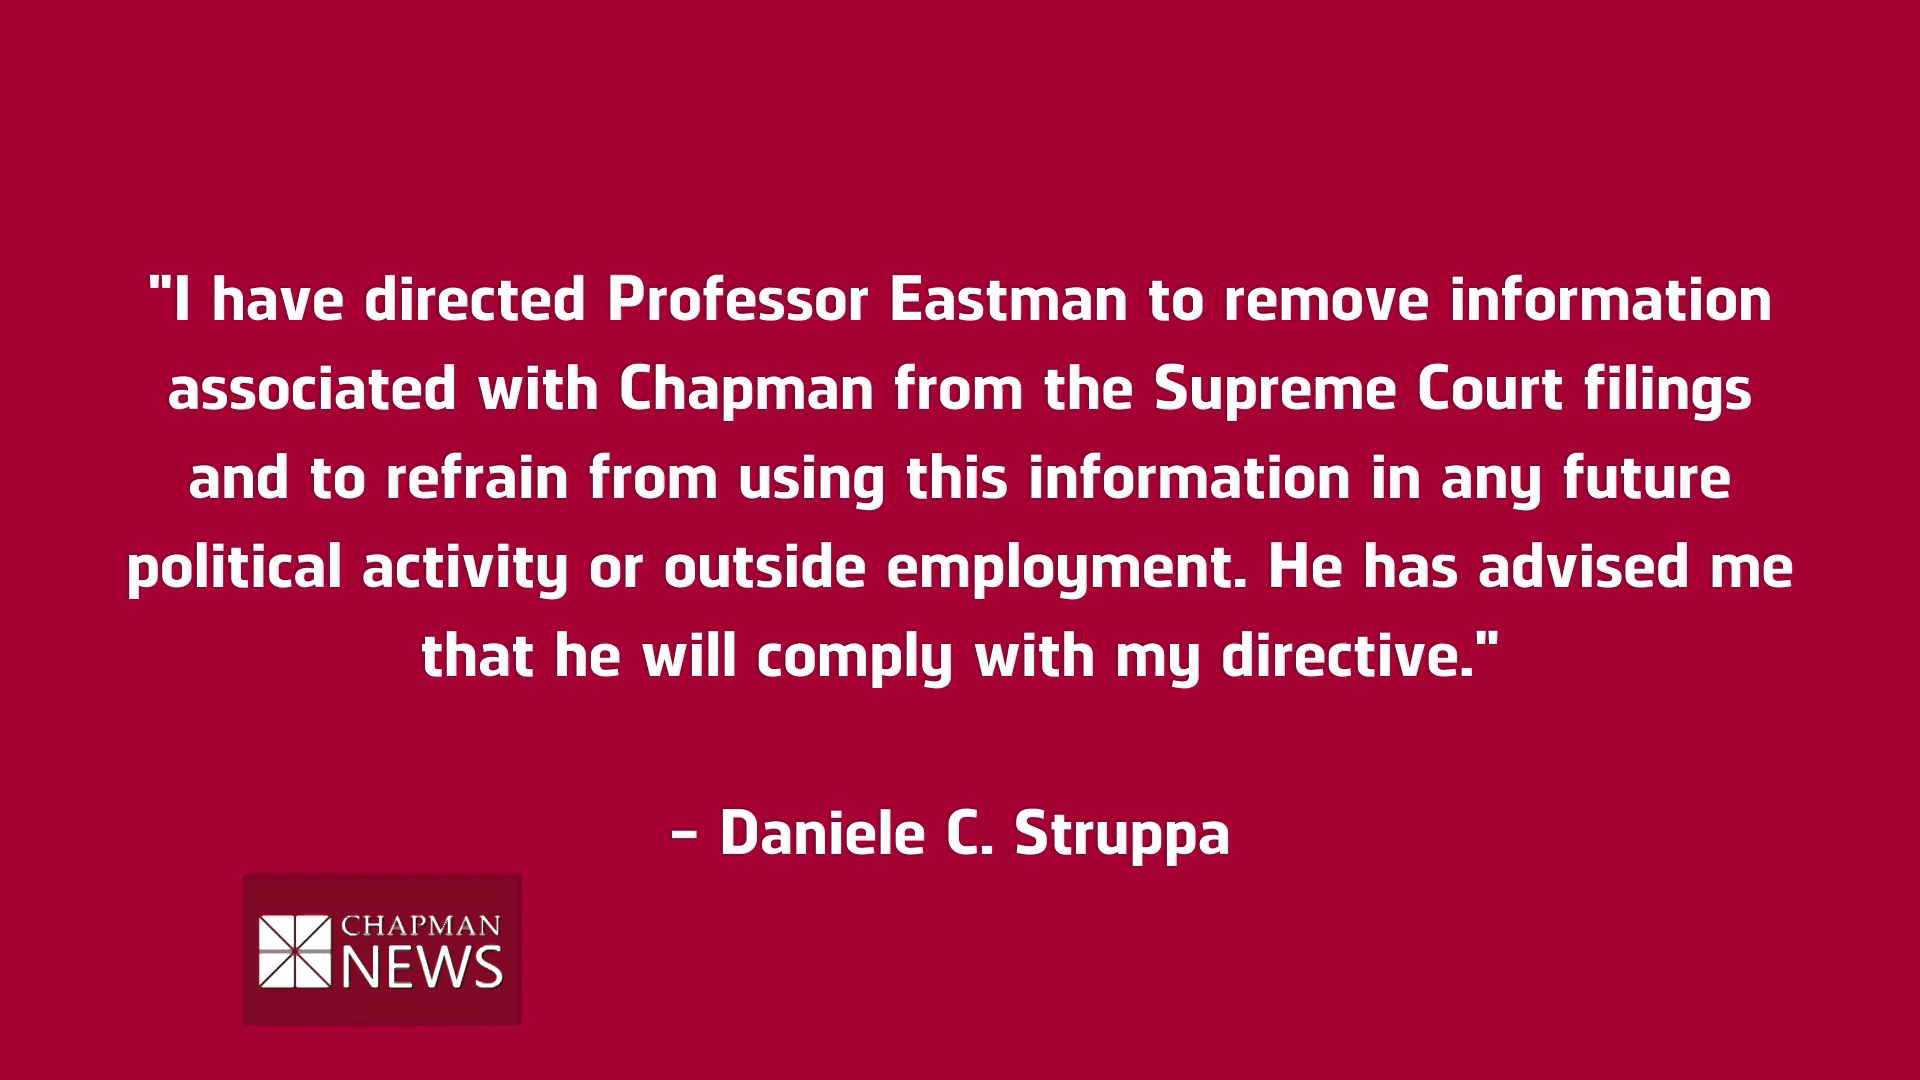 "I have directed Professor Eastman to remove information
associated with Chapman from the Supreme Court filings
and to refrain from using this information in any future
political activity or outside employment. He has advised me
that he will comply with my directive."
– Daniele C. Struppa
CHAPMAN
NEWS